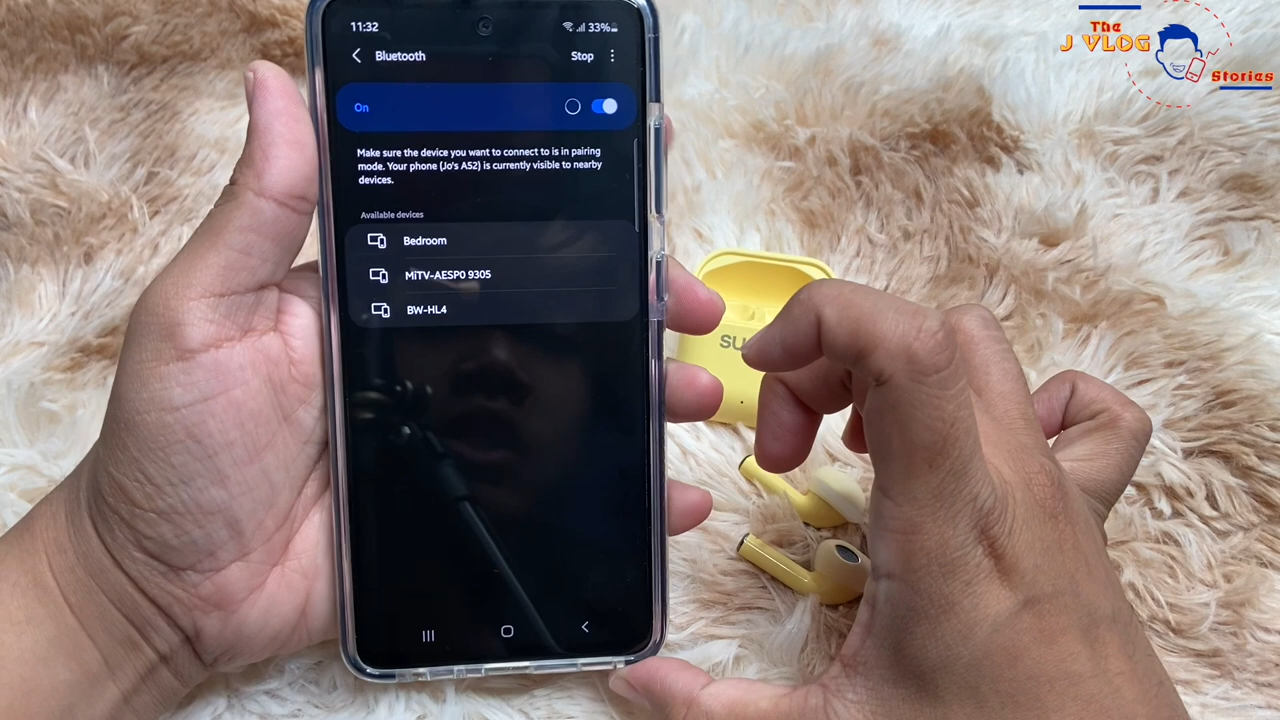 The
J VLOG
Stories
11:32
33%
Bluetooth
Stop
On
Make sure the device you want to connect to is in pairing
mode. Your phone (Jo's A52) is currently visible to nearby
devices.
Available devices
Bedroom
MiTV-AESP0 9305
BW-HL4